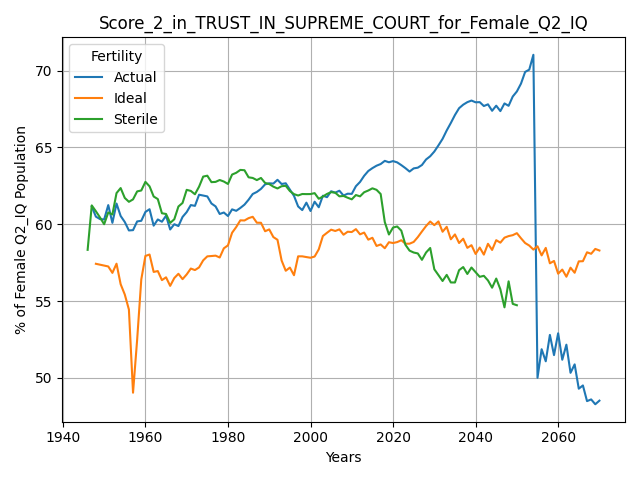 Score_2_in_TRUST_IN_SUPREME_COURT_for_Female_Q2_IQ
Fertility
Actual
Ideal
Sterile
70
65
60
55
50
% of Female Q2_IQ Population
1940
1960
1980
2000
2020
2040
2060
Years